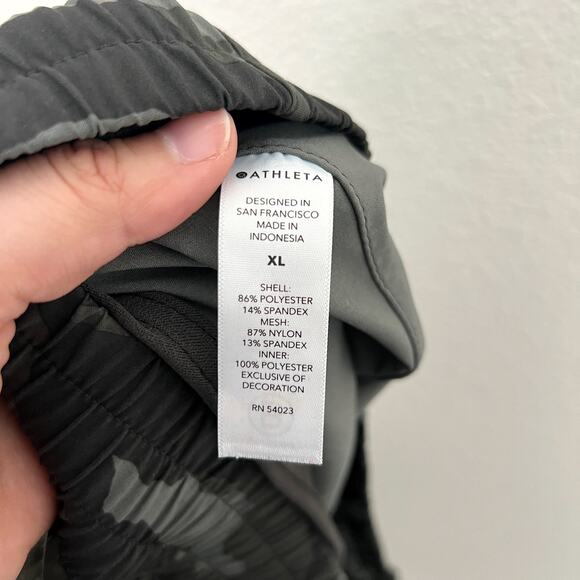 ATHLETA
DESIGNED IN
SAN FRANCISCO
MADE IN
INDONESIA
XL
SHELL:
86% POLYESTER
14% SPANDEX
MESH:
87% NYLON
13% SPANDEX
INNER:
100% POLYESTER
EXCLUSIVE OF
DECORATION
RN 54023